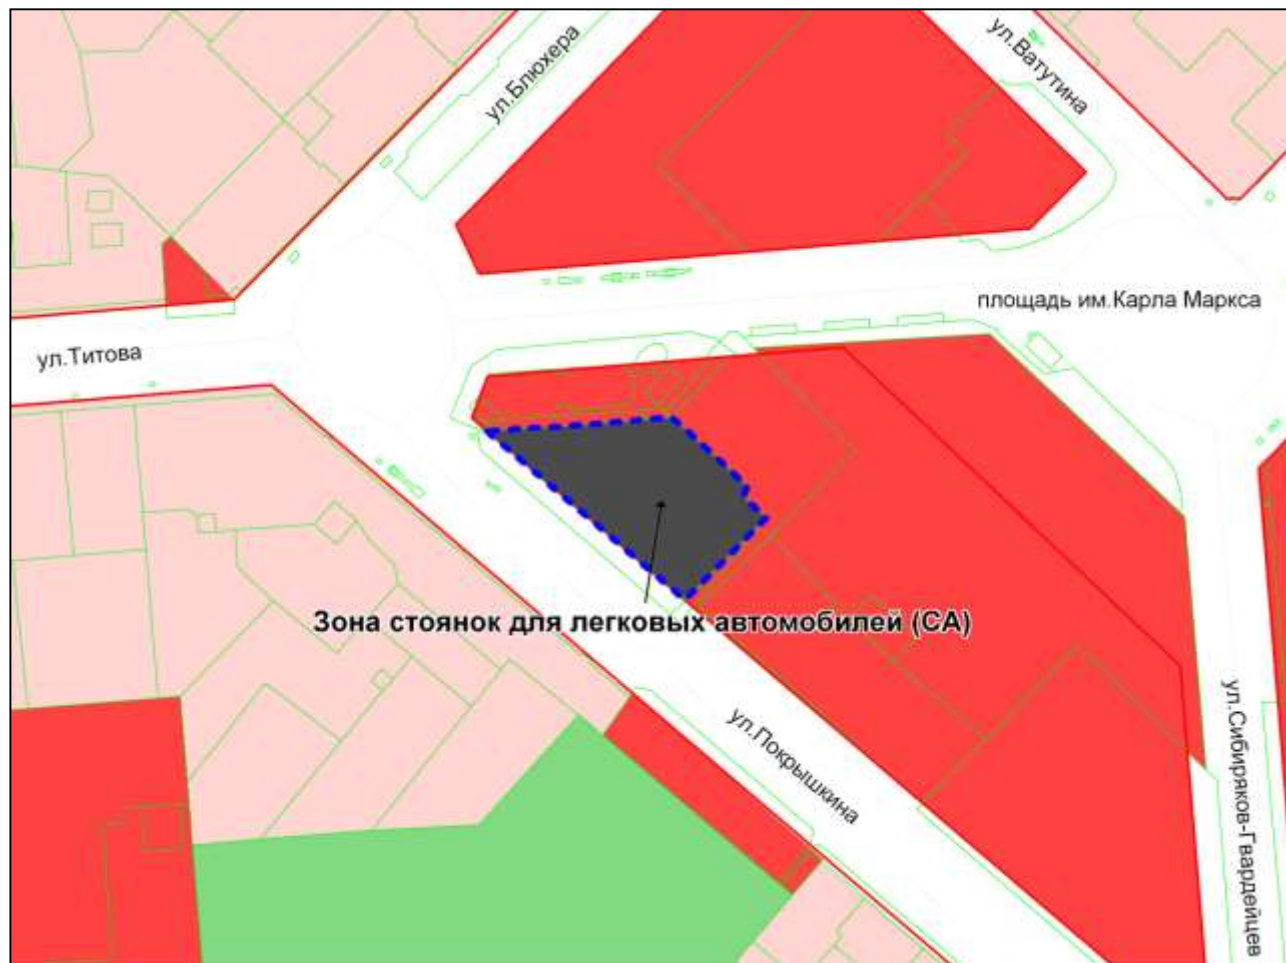 ул.Блюхера
ул.Ватутина
площадь им.Карла Маркса
ул.Титова
Зона стоянок для легковых автомобилей (СА)
ул.Покрышкина
ул.Сибиряков-Гвардейцев